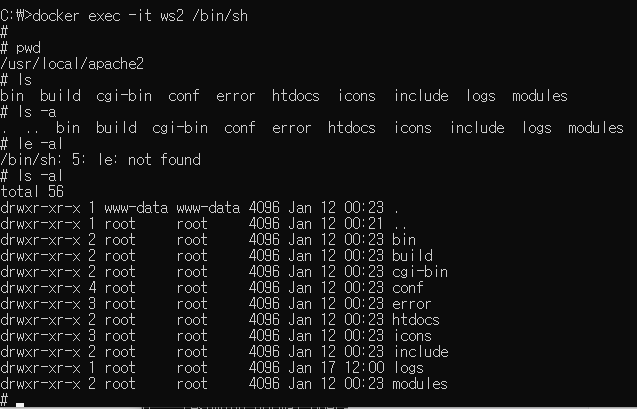 C:\>docker exec -it ws2 /bin/sh
#
# pwd
/usr/local/apache2
# ls
bin  build  cgi-bin  conf  error  htdocs  icons  include  logs  modules
# ls -a
.  ..  bin  build  cgi-bin  conf  error  htdocs  icons  include  logs  modules
# le -al
/bin/sh: 5: le: not found
# ls -al
total 56
drwxr-xr-x 1 www-data www-data 4096 Jan 12 00:23 .
drwxr-xr-x 1 root     root     4096 Jan 12 00:21 ..
drwxr-xr-x 2 root     root     4096 Jan 12 00:23 bin
drwxr-xr-x 2 root     root     4096 Jan 12 00:23 build
drwxr-xr-x 2 root     root     4096 Jan 12 00:23 cgi-bin
drwxr-xr-x 4 root     root     4096 Jan 12 00:23 conf
drwxr-xr-x 3 root     root     4096 Jan 12 00:23 error
drwxr-xr-x 2 root     root     4096 Jan 12 00:23 htdocs
drwxr-xr-x 3 root     root     4096 Jan 12 00:23 icons
drwxr-xr-x 2 root     root     4096 Jan 12 00:23 include
drwxr-xr-x 1 root     root     4096 Jan 17 12:00 logs
drwxr-xr-x 2 root     root     4096 Jan 12 00:23 modules
#